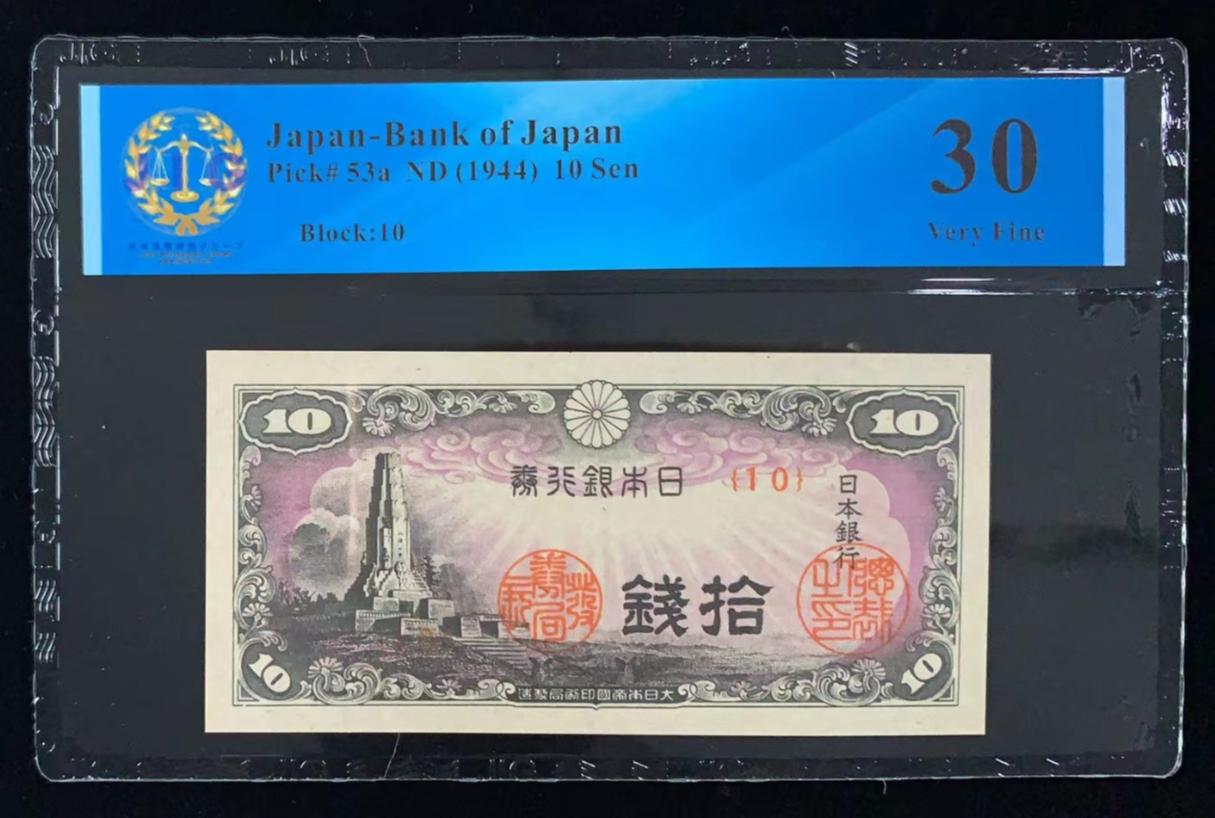 Japan-Bank of Japan
Pick# 53a ND (1944) 10 Sen
Block:10
30
Very Fine
10
10
券行銀本日
{10}
日本銀行
錢拾
10
10
造發局刷印國帝本日大